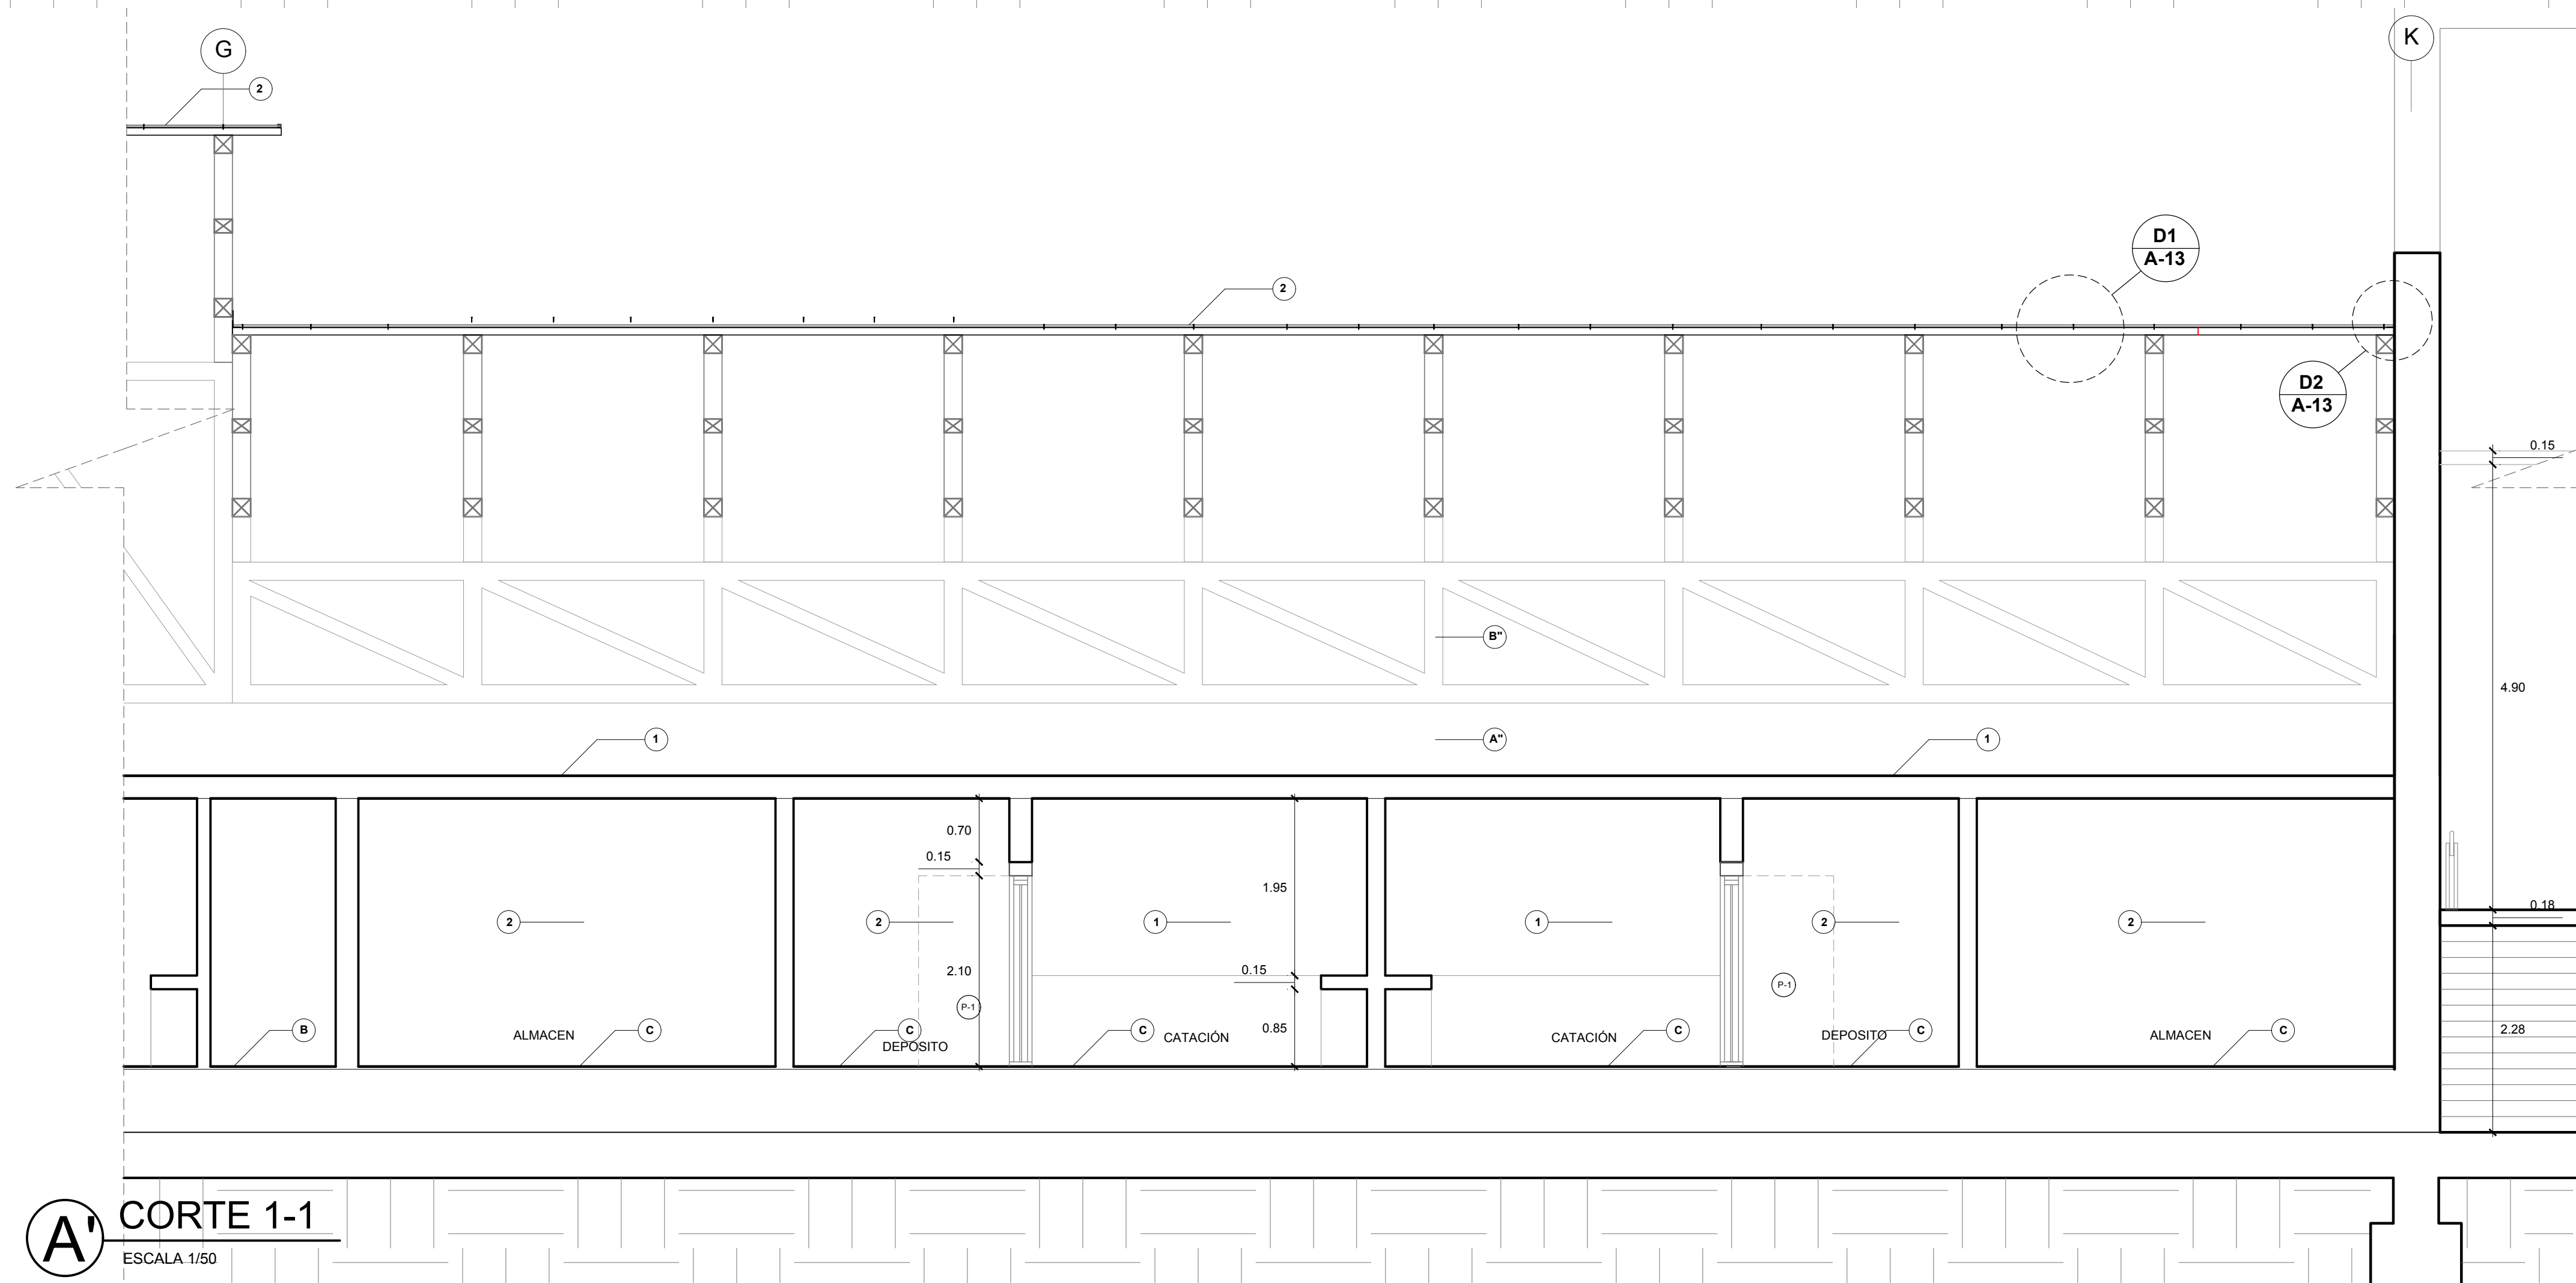 G
K
2
D1
A-13
2
D2
A-13
0.15
B"
4.90
1
A"
1
0.70
0.15
1.95
0.18
2
2
1
1
2
2
0.15
2.10
P-1
P-1
B
ALMACEN
C
C
DEPOSITO
C
CATACIÓN
0.85
CATACIÓN
C
DEPOSITO
C
ALMACEN
C
2.28
A'
CORTE 1-1
ESCALA 1/50